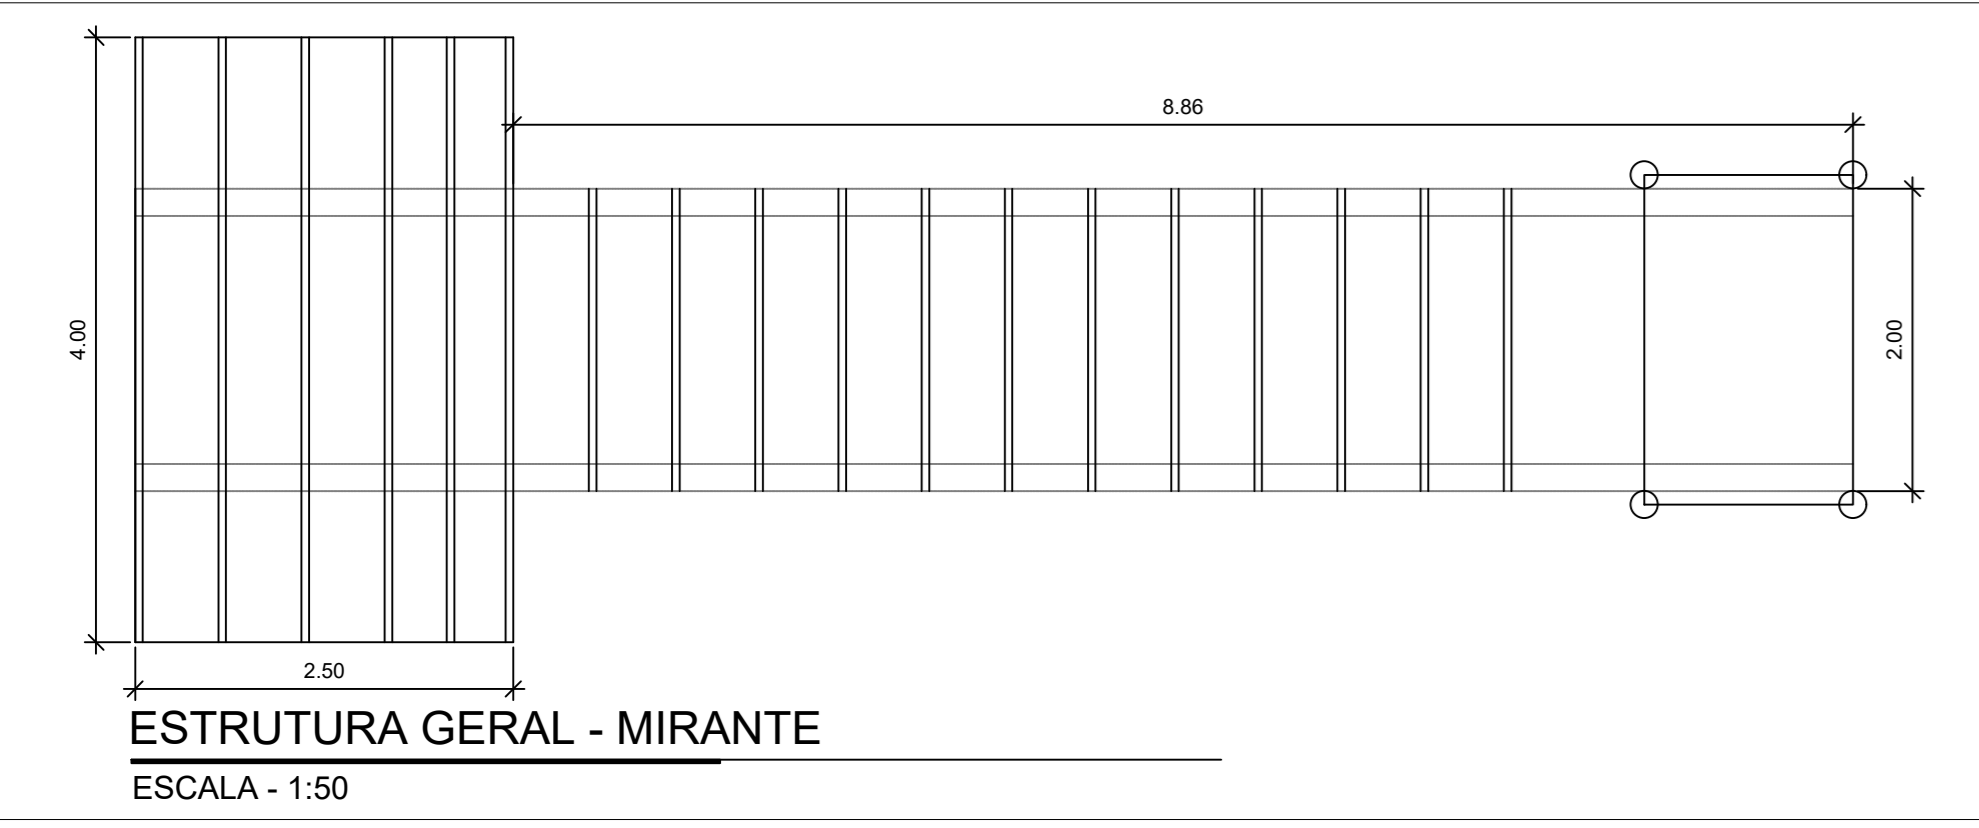 8.86
4.00
2.00
2.50
ESTRUTURA GERAL - MIRANTE
ESCALA - 1:50